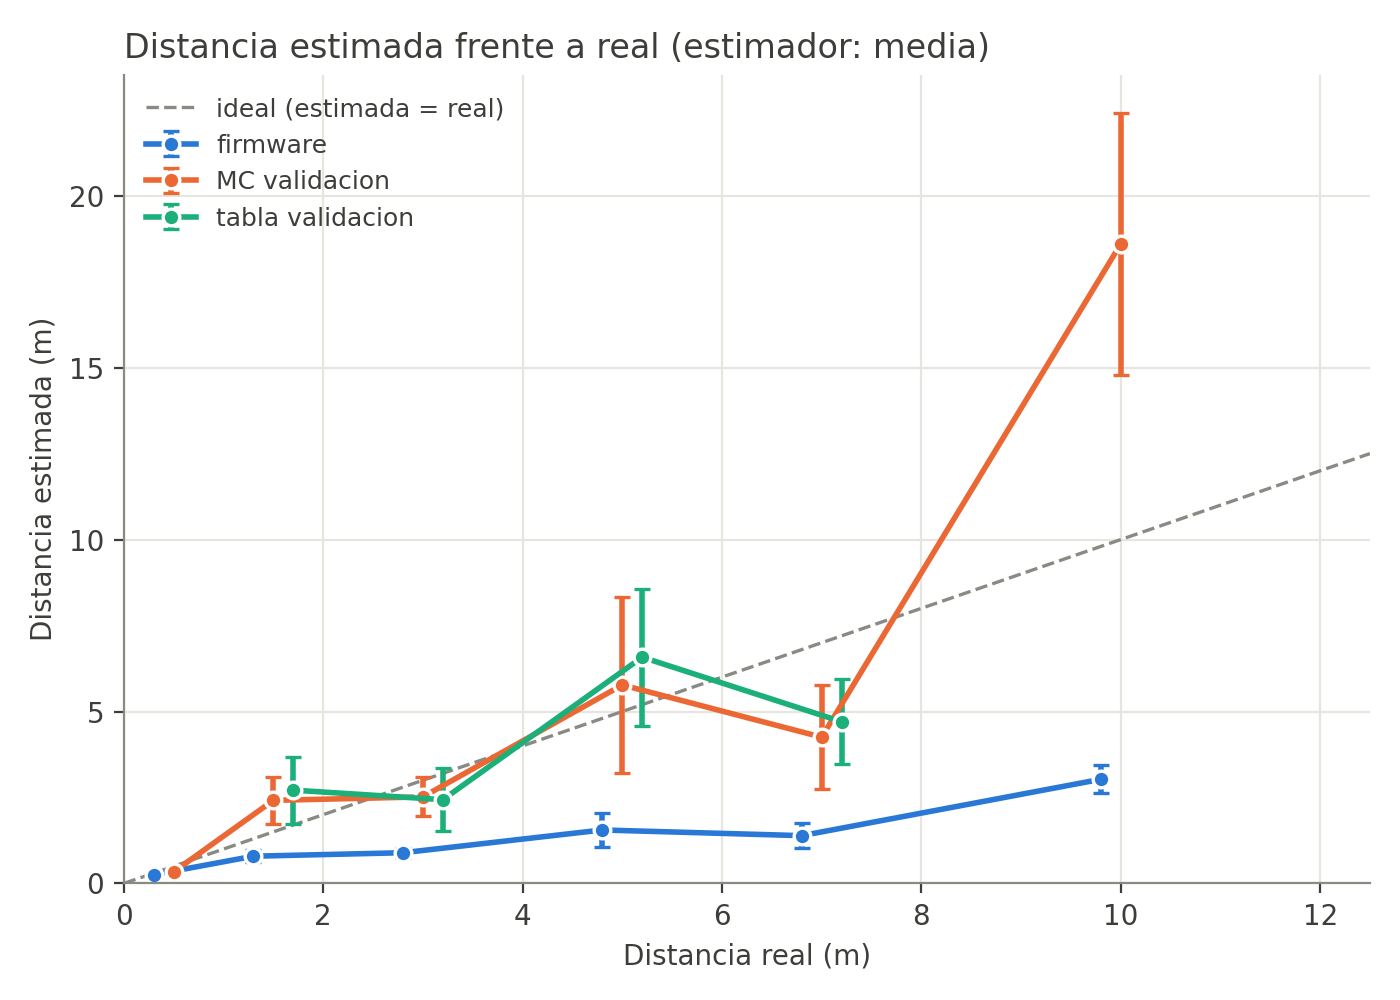 Distancia estimada frente a real (estimador: media)
ideal (estimada = real)
firmware
MC validacion
tabla validacion
Distancia estimada (m)
20
15
10
5
0
0 2 4 6 8 10 12
Distancia real (m)